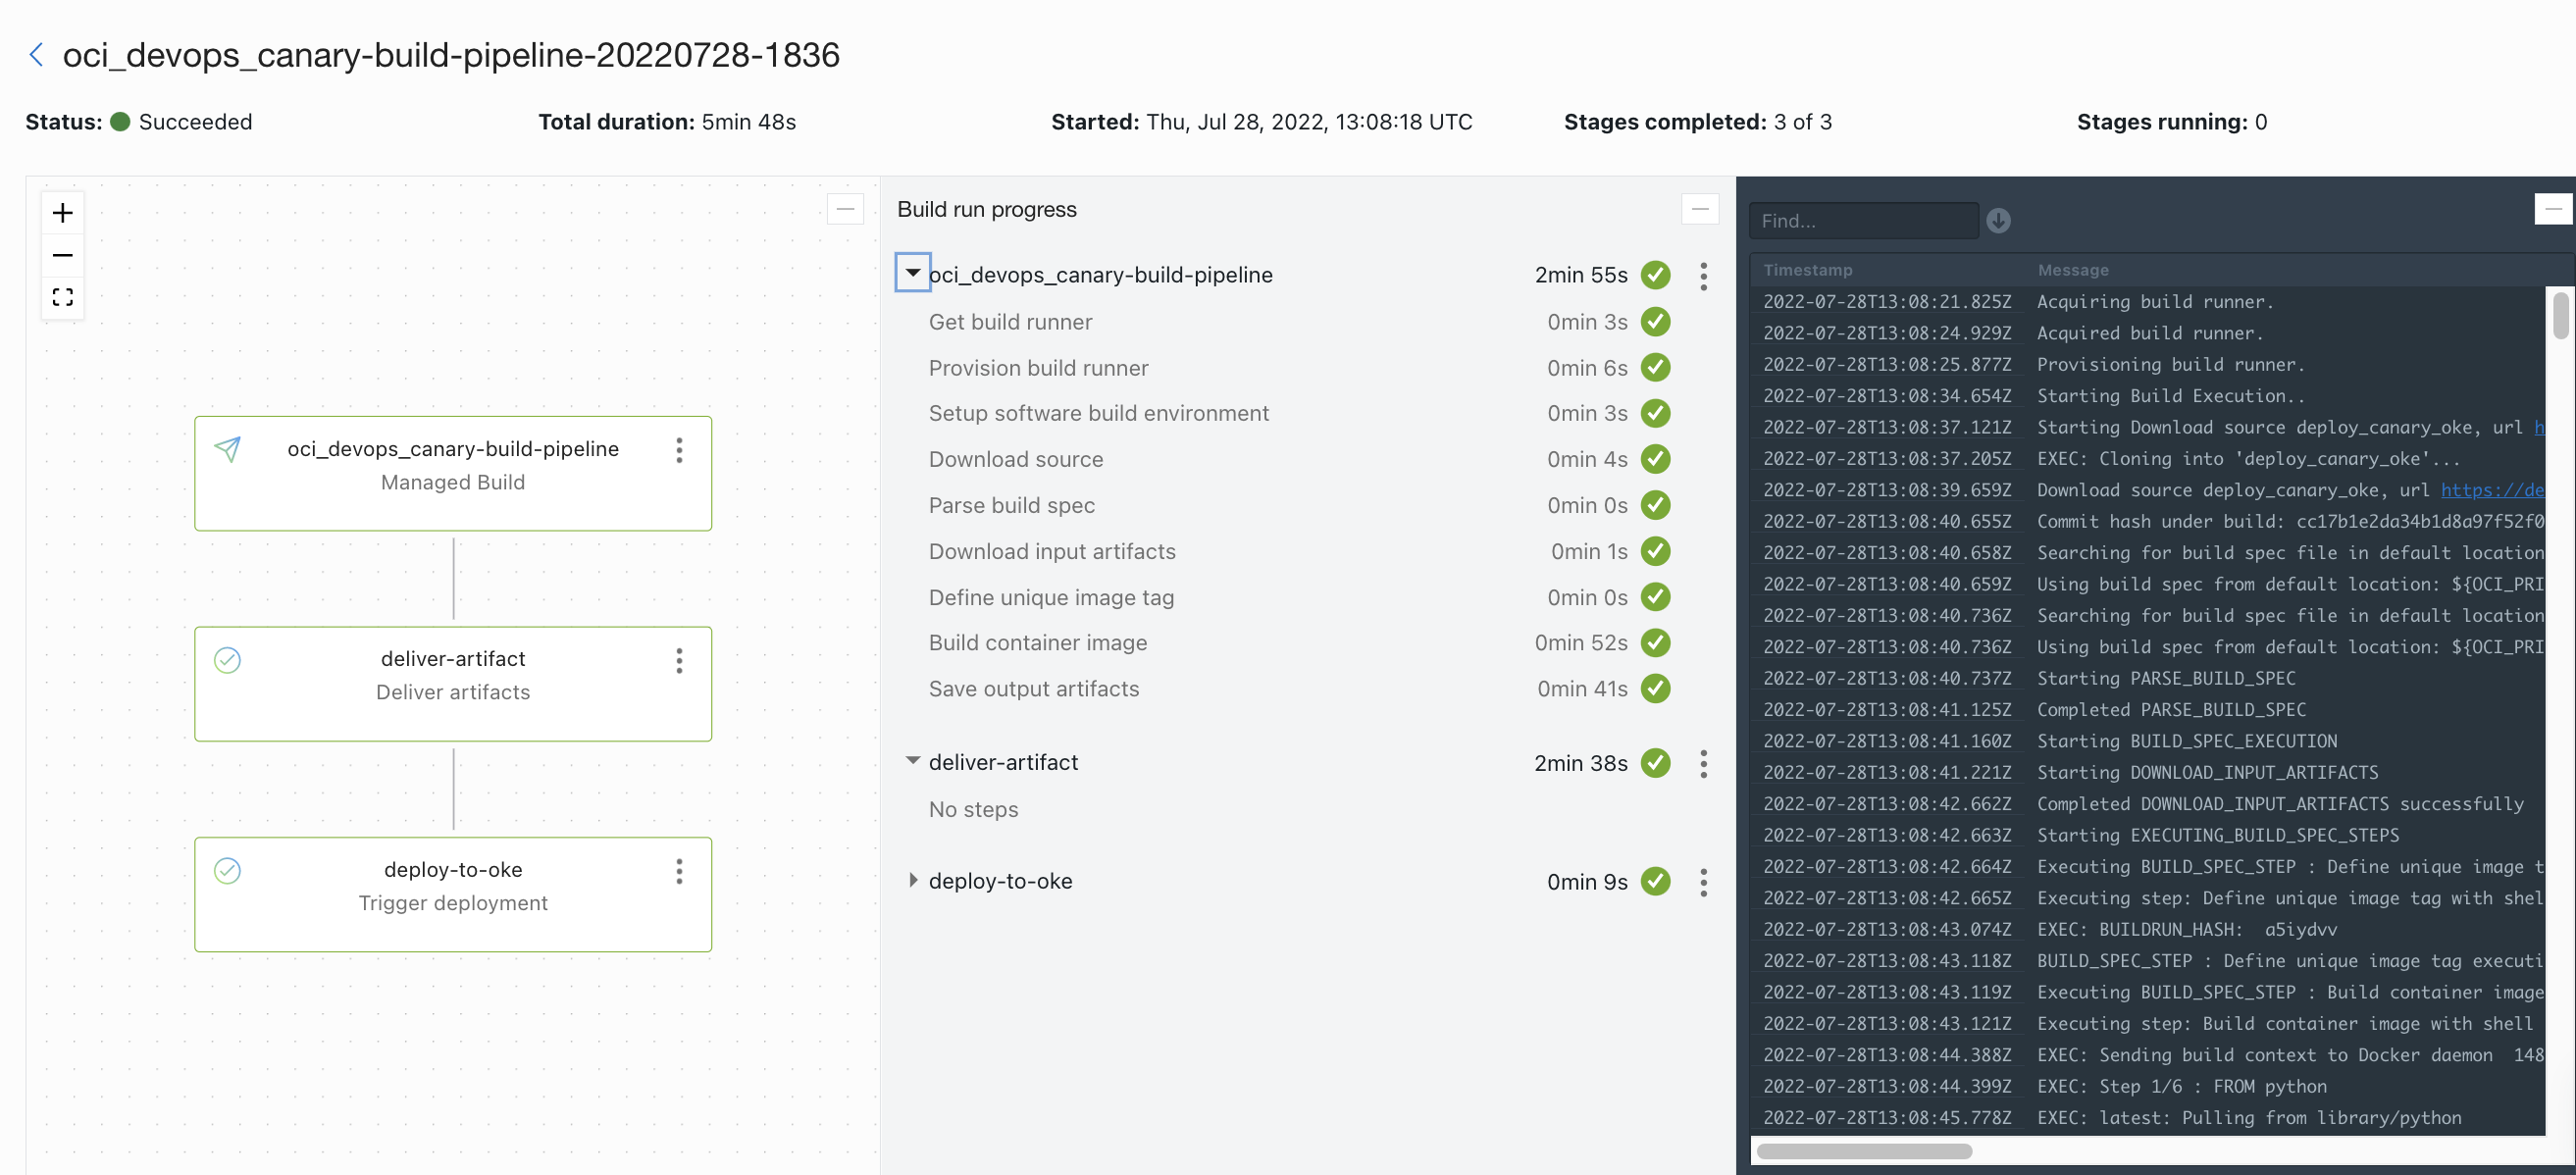 oci_devops_canary-build-pipeline-20220728-1836
Status: Succeeded
Total duration: 5min 48s
Started: Thu, Jul 28, 2022, 13:08:18 UTC
Stages completed: 3 of 3
Stages running: 0
oci_devops_canary-build-pipeline
Managed Build
deliver-artifact
Deliver artifacts
deploy-to-oke
Trigger deployment
Build run progress
oci_devops_canary-build-pipeline 2min 55s
Get build runner 0min 3s
Provision build runner 0min 6s
Setup software build environment 0min 3s
Download source 0min 4s
Parse build spec 0min 0s
Download input artifacts 0min 1s
Define unique image tag 0min 0s
Build container image 0min 52s
Save output artifacts 0min 41s
deliver-artifact 2min 38s
No steps
deploy-to-oke 0min 9s
Find...
Timestamp Message
2022-07-28T13:08:21.825Z Acquiring build runner.
2022-07-28T13:08:24.929Z Acquired build runner.
2022-07-28T13:08:25.877Z Provisioning build runner.
2022-07-28T13:08:34.654Z Starting Build Execution..
2022-07-28T13:08:37.121Z Starting Download source deploy_canary_oke, url h
2022-07-28T13:08:37.205Z EXEC: Cloning into 'deploy_canary_oke'...
2022-07-28T13:08:39.659Z Download source deploy_canary_oke, url https://de
2022-07-28T13:08:40.655Z Commit hash under build: cc17b1e2da34b1d8a97f52f0
2022-07-28T13:08:40.658Z Searching for build spec file in default location
2022-07-28T13:08:40.659Z Using build spec from default location: ${OCI_PRI
2022-07-28T13:08:40.736Z Searching for build spec file in default location
2022-07-28T13:08:40.736Z Using build spec from default location: ${OCI_PRI
2022-07-28T13:08:40.737Z Starting PARSE_BUILD_SPEC
2022-07-28T13:08:41.125Z Completed PARSE_BUILD_SPEC
2022-07-28T13:08:41.160Z Starting BUILD_SPEC_EXECUTION
2022-07-28T13:08:41.221Z Starting DOWNLOAD_INPUT_ARTIFACTS
2022-07-28T13:08:42.662Z Completed DOWNLOAD_INPUT_ARTIFACTS successfully
2022-07-28T13:08:42.663Z Starting EXECUTING_BUILD_SPEC_STEPS
2022-07-28T13:08:42.664Z Executing BUILD_SPEC_STEP : Define unique image t
2022-07-28T13:08:42.665Z Executing step: Define unique image tag with shel
2022-07-28T13:08:43.074Z EXEC: BUILDRUN_HASH:  a5iydvv
2022-07-28T13:08:43.118Z BUILD_SPEC_STEP : Define unique image tag executi
2022-07-28T13:08:43.119Z Executing BUILD_SPEC_STEP : Build container image
2022-07-28T13:08:43.121Z Executing step: Build container image with shell
2022-07-28T13:08:44.388Z EXEC: Sending build context to Docker daemon  148
2022-07-28T13:08:44.399Z EXEC: Step 1/6 : FROM python
2022-07-28T13:08:45.778Z EXEC: latest: Pulling from library/python